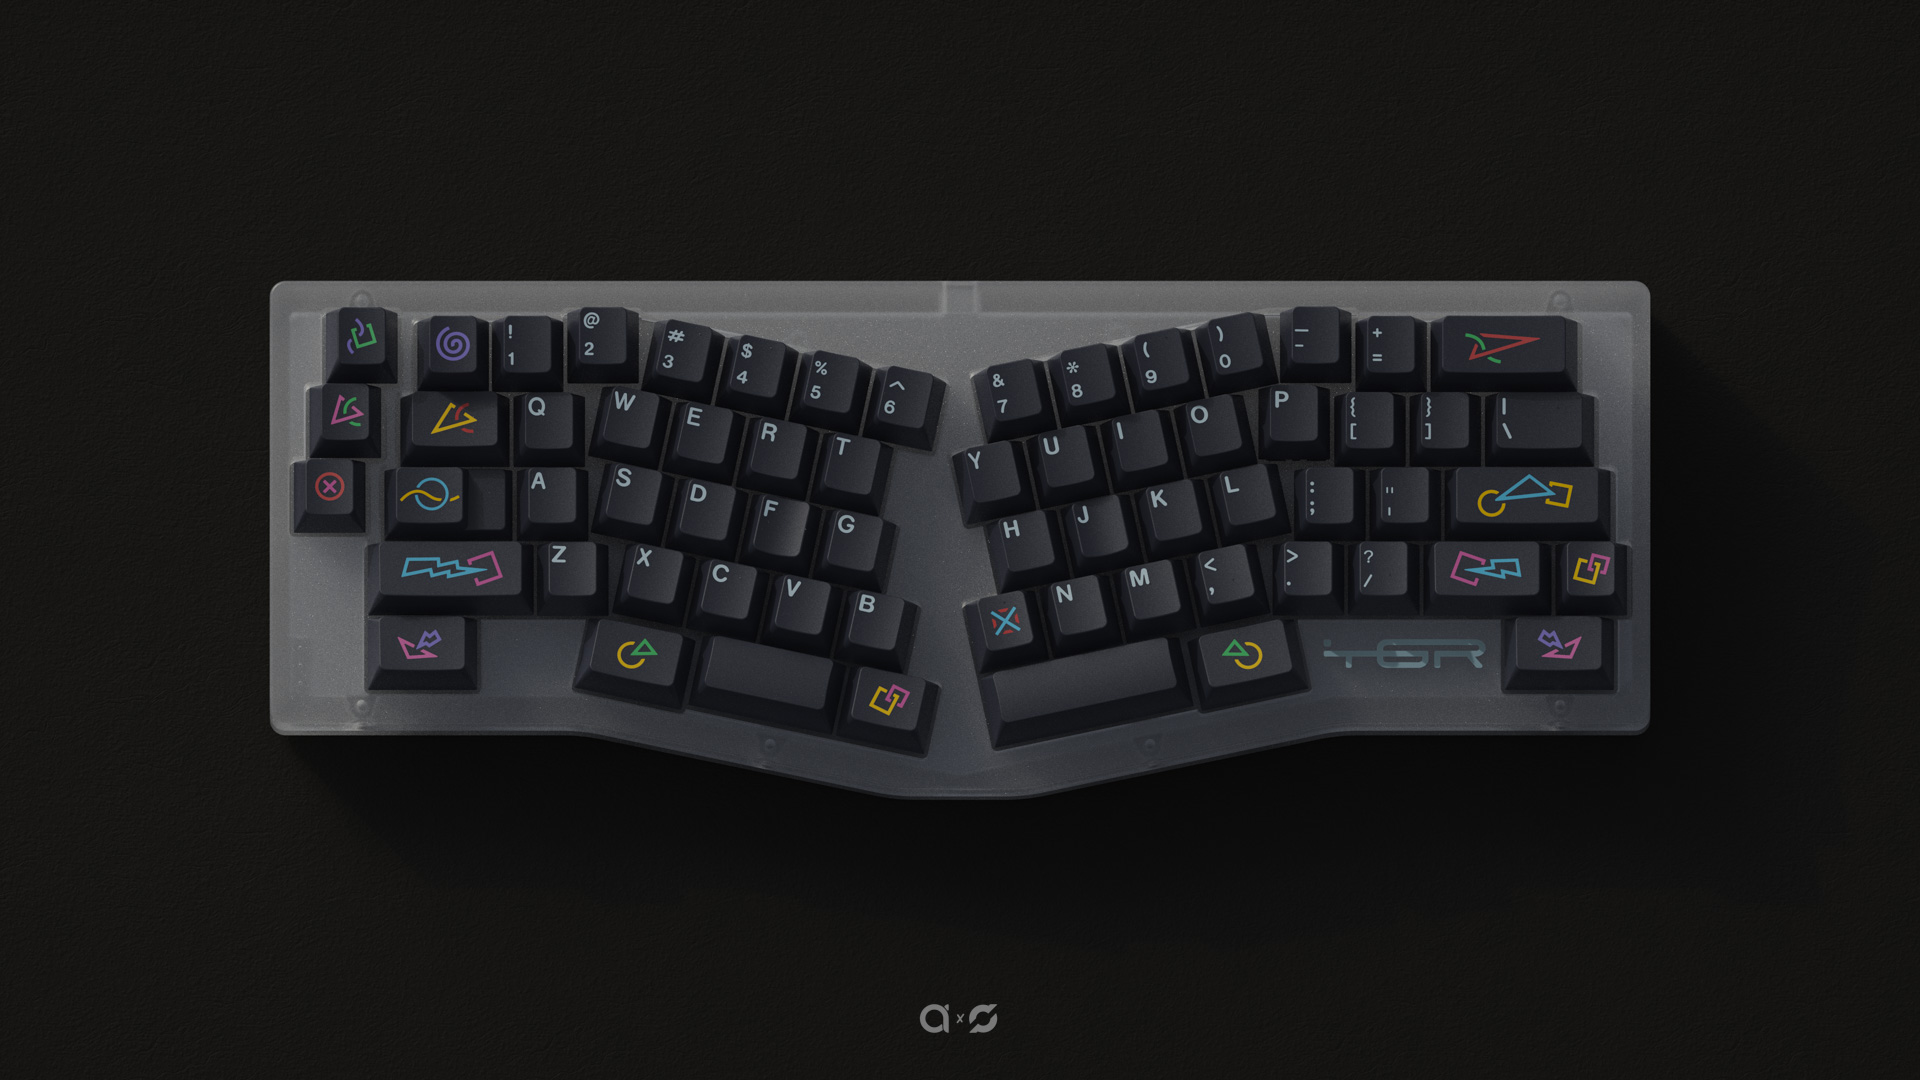 ! @ # $ % ^ & * ( ) — +
1 2 3 4 5 6 7 8 9 0 - =
Q W E R T Y U I O P { } |
[ ] \
A S D F G H J K L : "
; '
Z X C V B N M < > ?
, . /
TGR
a x s